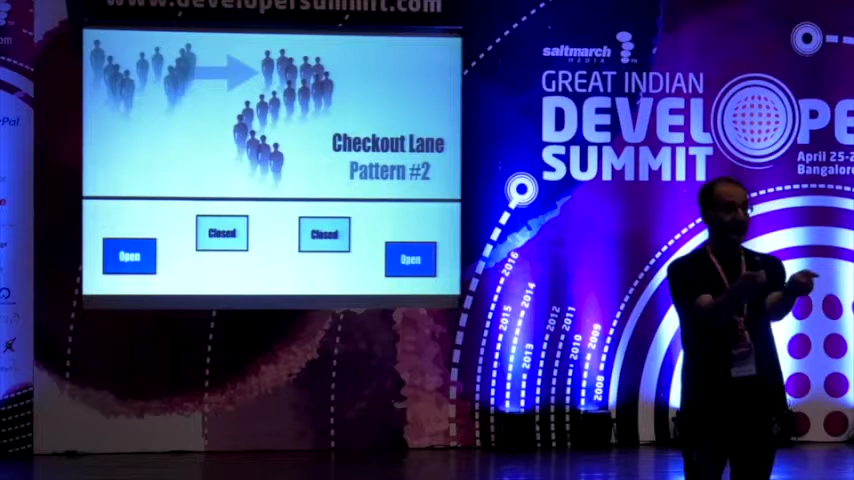 www.developersummit.com
Checkout Lane
Pattern #2
Open
Closed
Closed
Open
saltmarch
MEDIA
GREAT INDIAN
DEVEL
PE
SUMMIT
April 25-2
Bangalore
2016
2015
2014
2013
2012
2011
2010
2009
2008